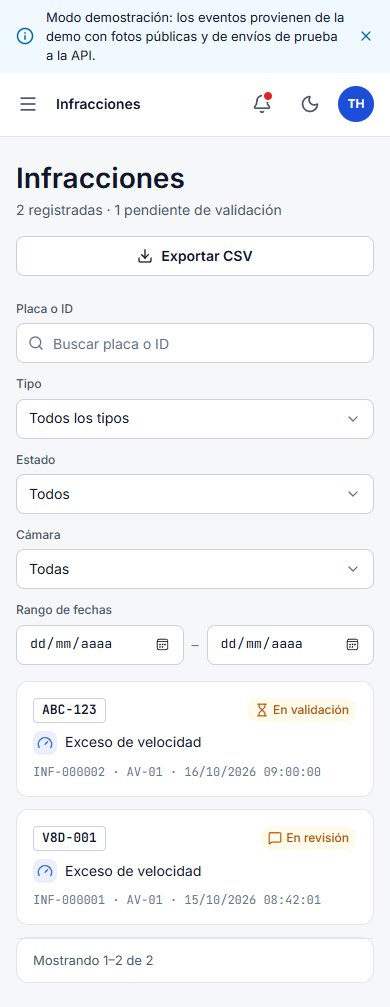 Modo demostración: los eventos provienen de la
demo con fotos públicas y de envíos de prueba
a la API.
Infracciones
TH
Infracciones
2 registradas · 1 pendiente de validación
Exportar CSV
Placa o ID
Buscar placa o ID
Tipo
Todos los tipos
Estado
Todos
Cámara
Todas
Rango de fechas
dd/mm/aaaa – dd/mm/aaaa
ABC-123 En validación
Exceso de velocidad
INF-000002 · AV-01 · 16/10/2026 09:00:00
V8D-001 En revisión
Exceso de velocidad
INF-000001 · AV-01 · 15/10/2026 08:42:01
Mostrando 1–2 de 2